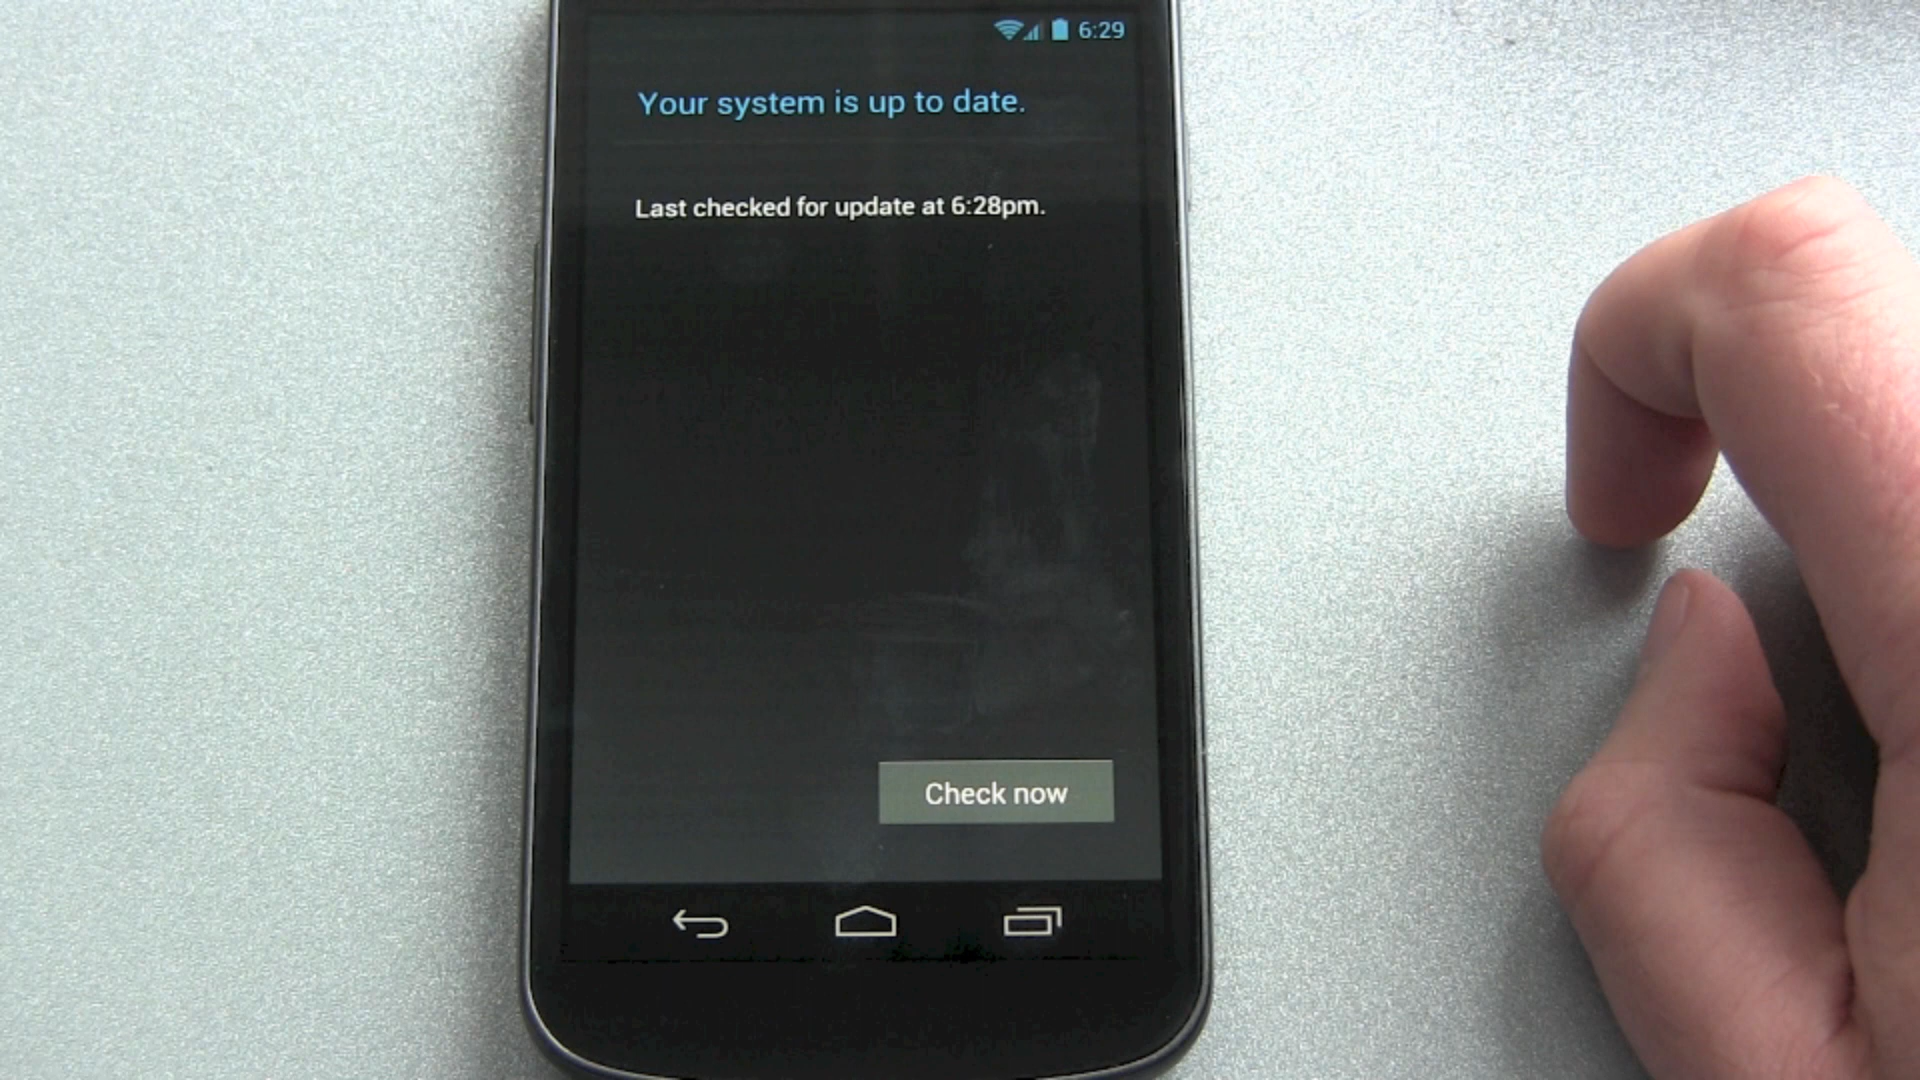 6:29
Your system is up to date.
Last checked for update at 6:28pm.
Check now